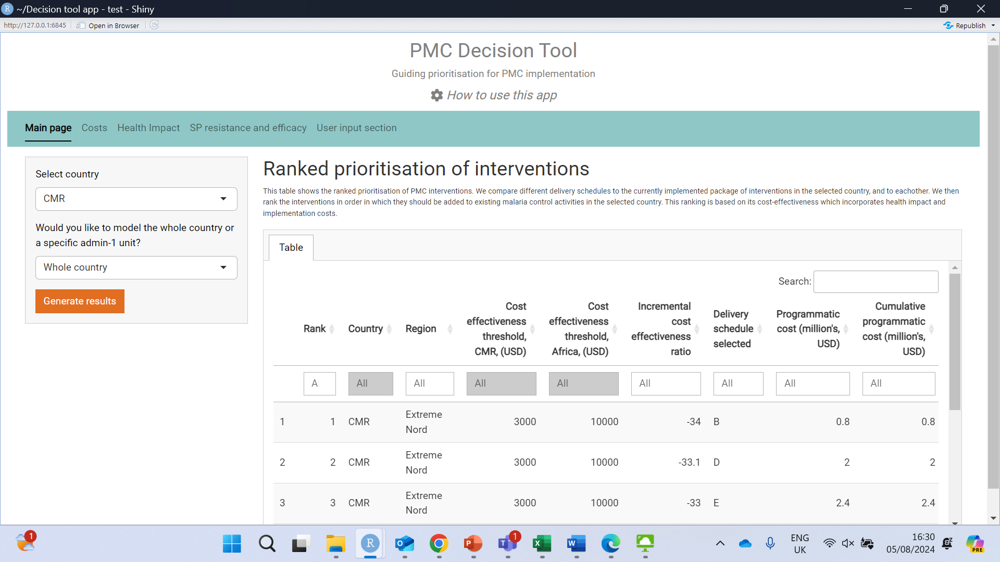 ~/Decision tool app - test - Shiny
http://127.0.0.1:6845
Open in Browser
Republish
PMC Decision Tool
Guiding prioritisation for PMC implementation
How to use this app
Main page Costs Health Impact SP resistance and efficacy User input section
Select country
CMR
Would you like to model the whole country or
a specific admin-1 unit?
Whole country
Generate results
Ranked prioritisation of interventions
This table shows the ranked prioritisation of PMC interventions. We compare different delivery schedules to the currently implemented package of interventions in the selected country, and to eachother. We then
rank the interventions in order in which they should be added to existing malaria control activities in the selected country. This ranking is based on its cost-effectiveness which incorporates health impact and
implementation costs.
Table
Search:
Rank
Country
Region
Cost
effectiveness
threshold,
CMR, (USD)
Cost
effectiveness
threshold,
Africa, (USD)
Incremental
cost
effectiveness
ratio
Delivery
schedule
selected
Programmatic
cost (million's,
USD)
Cumulative
programmatic
cost (million's,
USD)
A All All All All All All All All
1 1 CMR Extreme Nord 3000 10000 -34 B 0.8 0.8
2 2 CMR Extreme Nord 3000 10000 -33.1 D 2 2
3 3 CMR Extreme Nord 3000 10000 -33 E 2.4 2.4
1
1
ENG
UK
16:30
05/08/2024
PRE